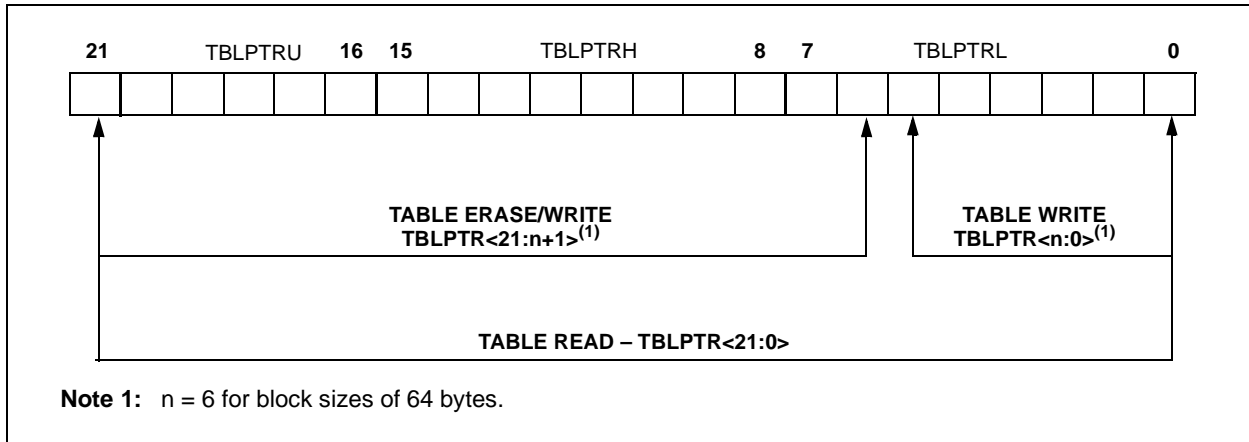 21 TBLPTRU 16 15 TBLPTRH 8 7 TBLPTRL 0
TABLE ERASE/WRITE
TBLPTR<21:n+1>(1)
TABLE WRITE
TBLPTR<n:0>(1)
TABLE READ – TBLPTR<21:0>
Note 1: n = 6 for block sizes of 64 bytes.